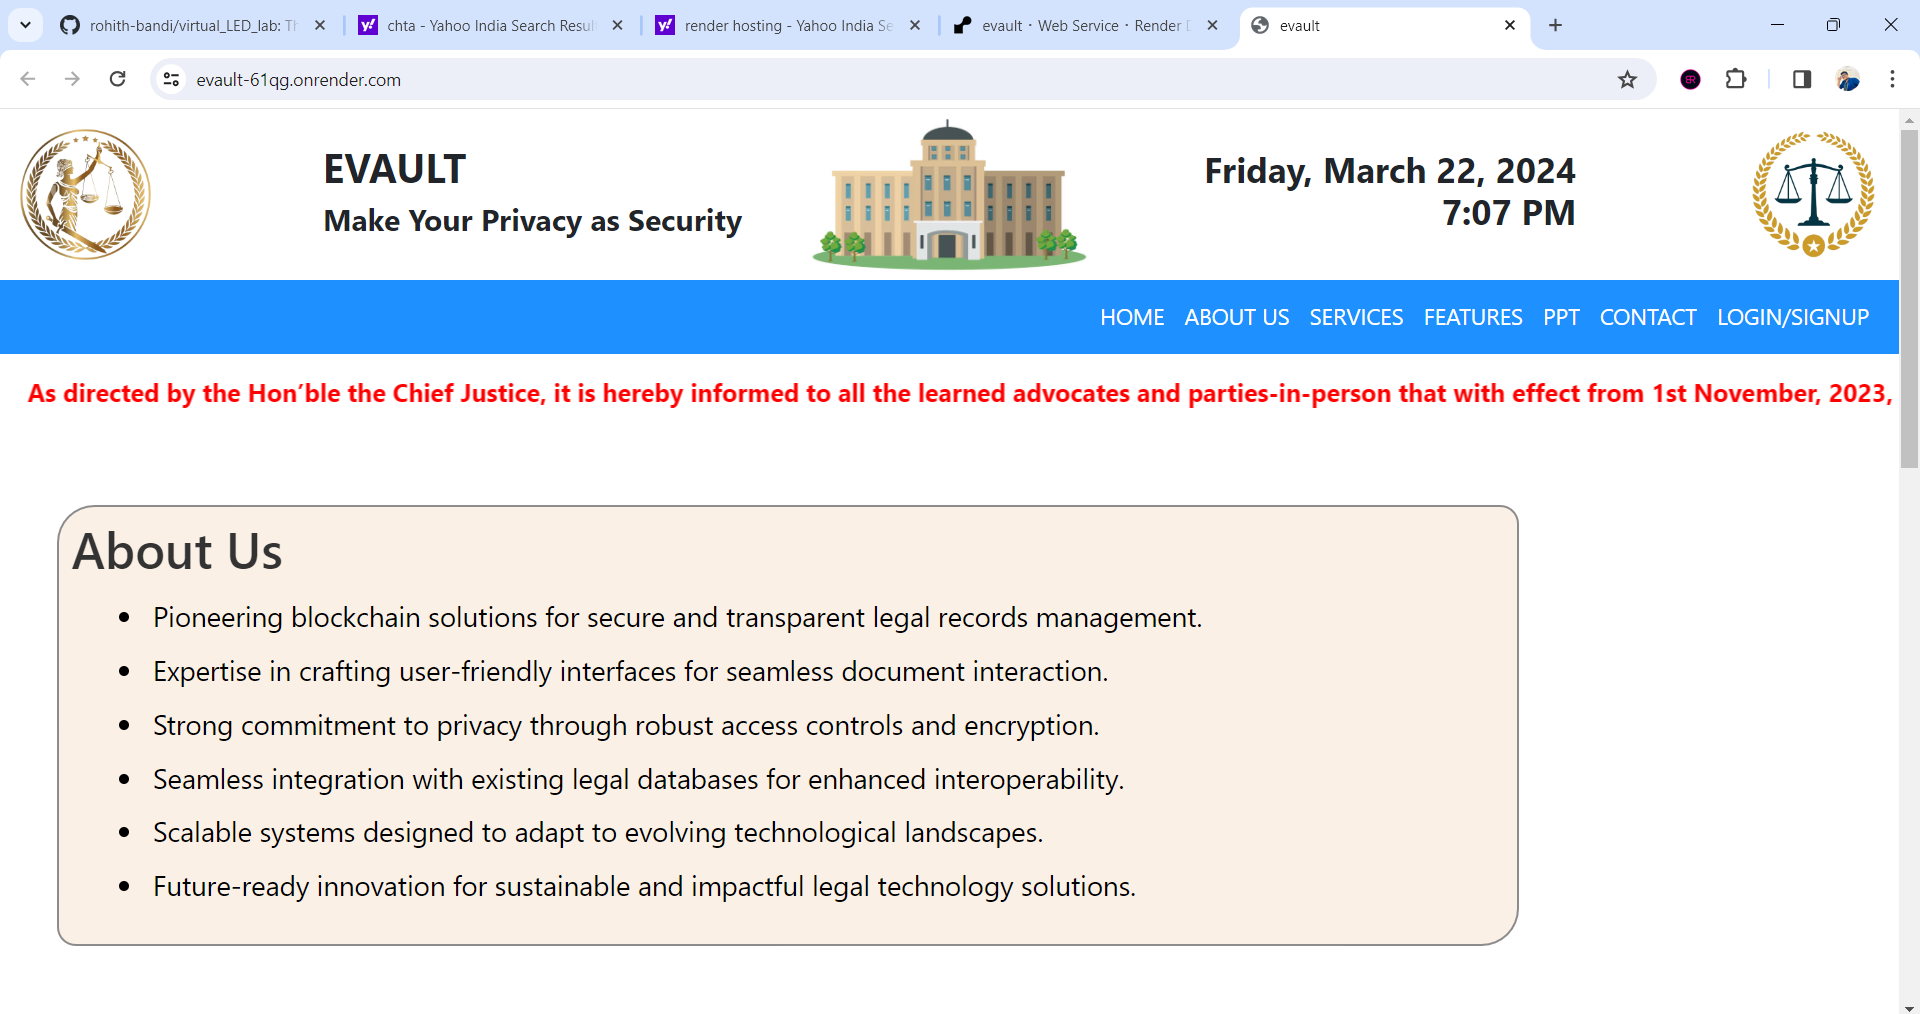 rohith-bandi/virtual_LED_lab: Th
chta - Yahoo India Search Resul
render hosting - Yahoo India Se
evault · Web Service · Render D
evault
evault-61qg.onrender.com
EVAULT
Make Your Privacy as Security
Friday, March 22, 2024
7:07 PM
HOME ABOUT US SERVICES FEATURES PPT CONTACT LOGIN/SIGNUP
As directed by the Hon’ble the Chief Justice, it is hereby informed to all the learned advocates and parties-in-person that with effect from 1st November, 2023,
About Us
• Pioneering blockchain solutions for secure and transparent legal records management.
• Expertise in crafting user-friendly interfaces for seamless document interaction.
• Strong commitment to privacy through robust access controls and encryption.
• Seamless integration with existing legal databases for enhanced interoperability.
• Scalable systems designed to adapt to evolving technological landscapes.
• Future-ready innovation for sustainable and impactful legal technology solutions.